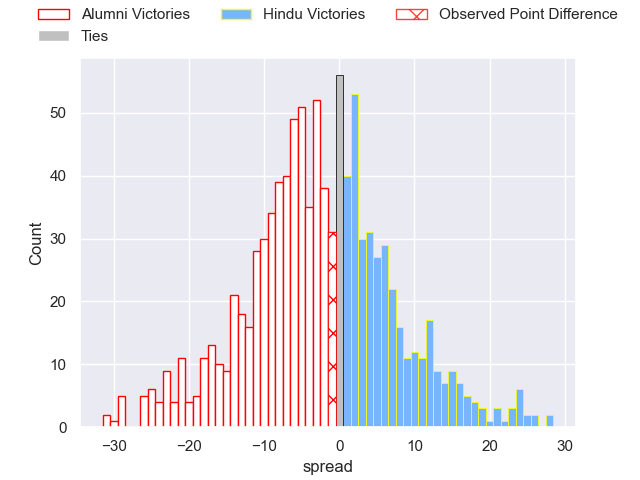 Alumni Victories Hindu Victories Observed Point Difference
Ties
50
40
30
20
10
0
Count
−30 −20 −10 0 10 20 30
spread